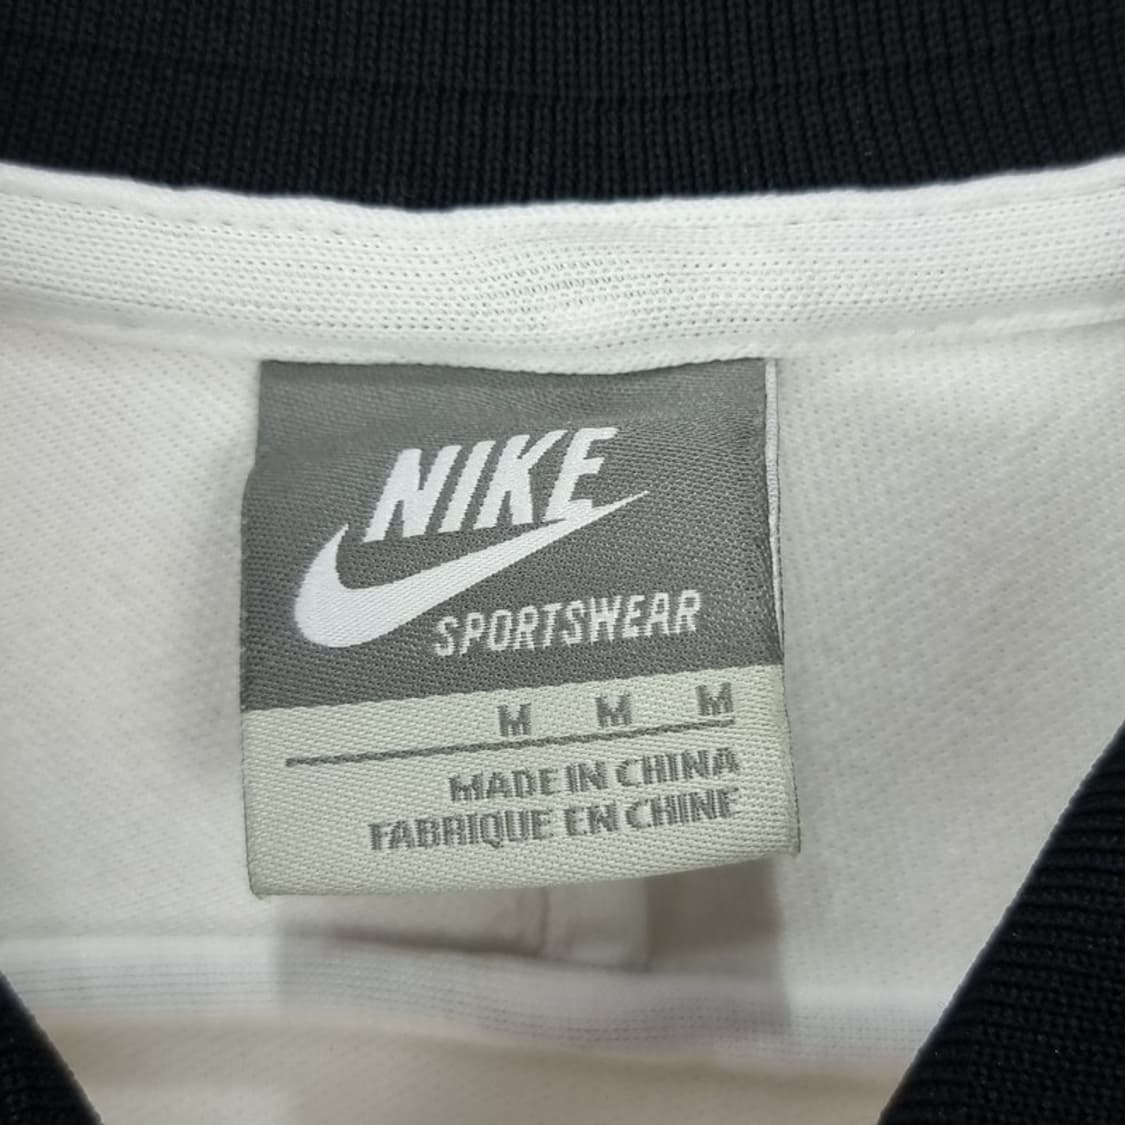 NIKE
SPORTSWEAR
M M M
MADE IN CHINA
FABRIQUE EN CHINE